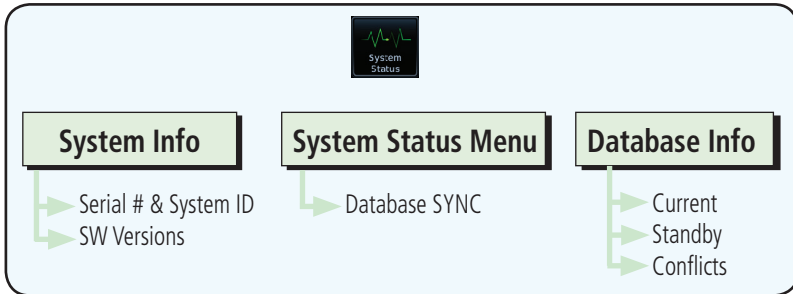 System
Status
System Info
Serial # & System ID
SW Versions
System Status Menu
Database SYNC
Database Info
Current
Standby
Conflicts